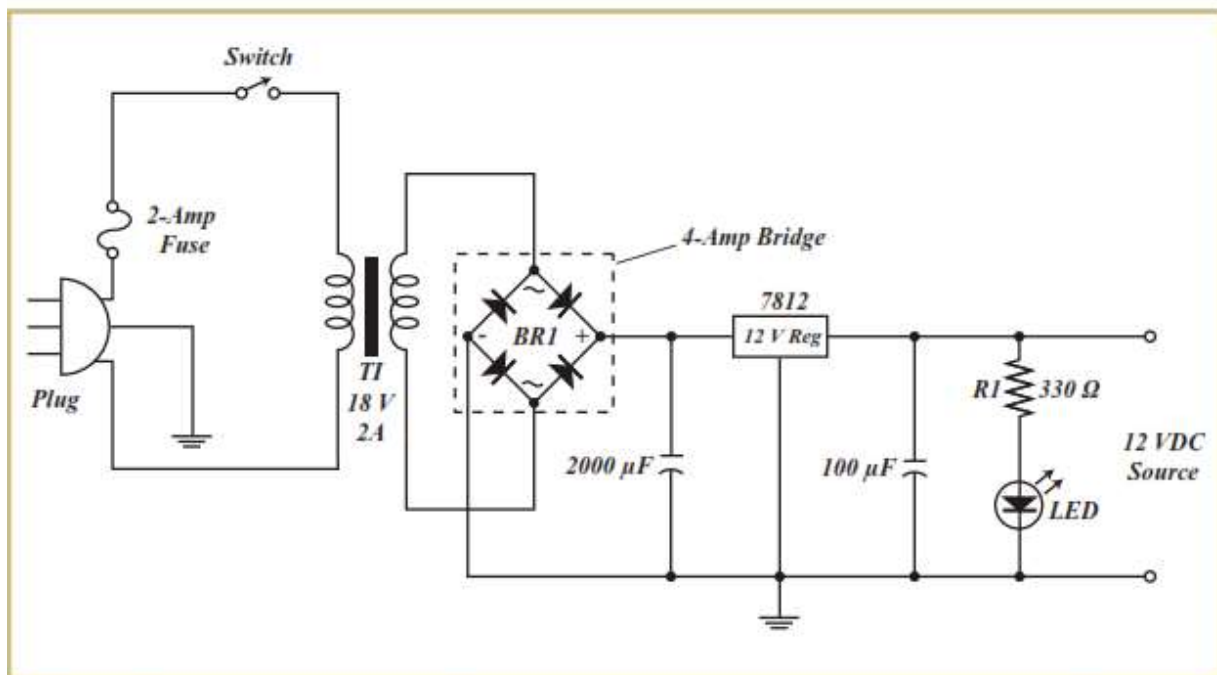 Switch
2-Amp
Fuse
Plug
TI
18 V
2A
4-Amp Bridge
~
- BR1 +
~
7812
12 V Reg
2000 µF
100 µF
R1 330 Ω
LED
12 VDC
Source